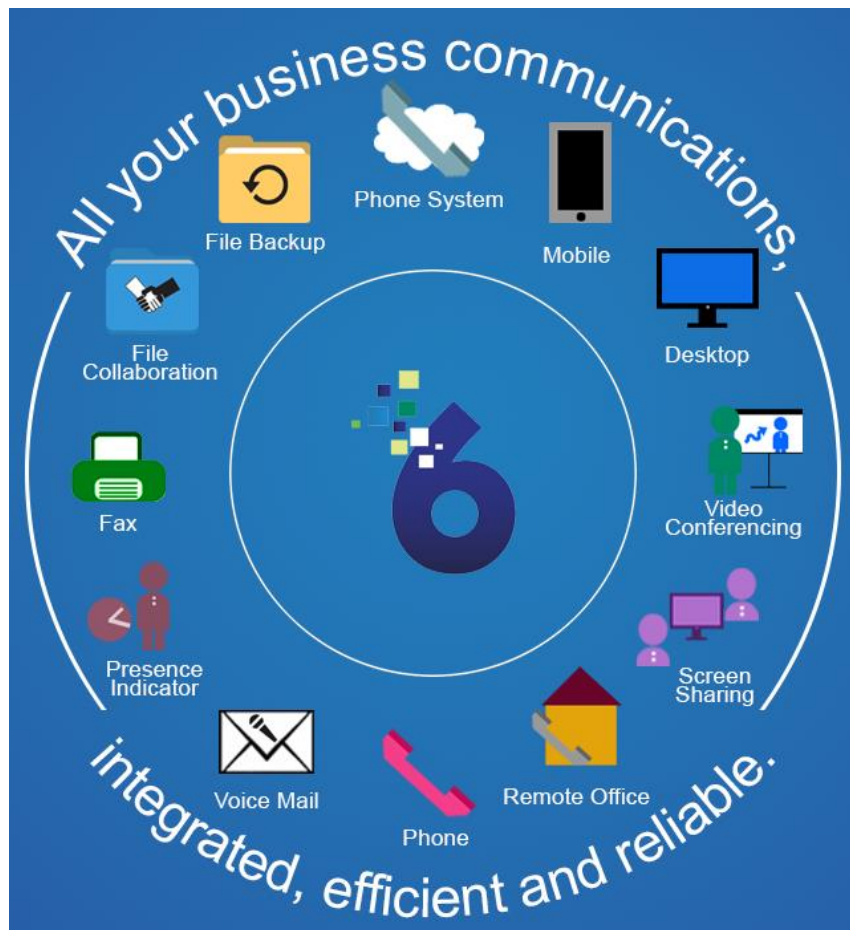 All your business communications,
Phone System
Mobile
Desktop
Video
Conferencing
Screen
Sharing
Remote Office
Phone
Voice Mail
Presence
Indicator
Fax
File
Collaboration
File Backup
6
integrated, efficient and reliable.